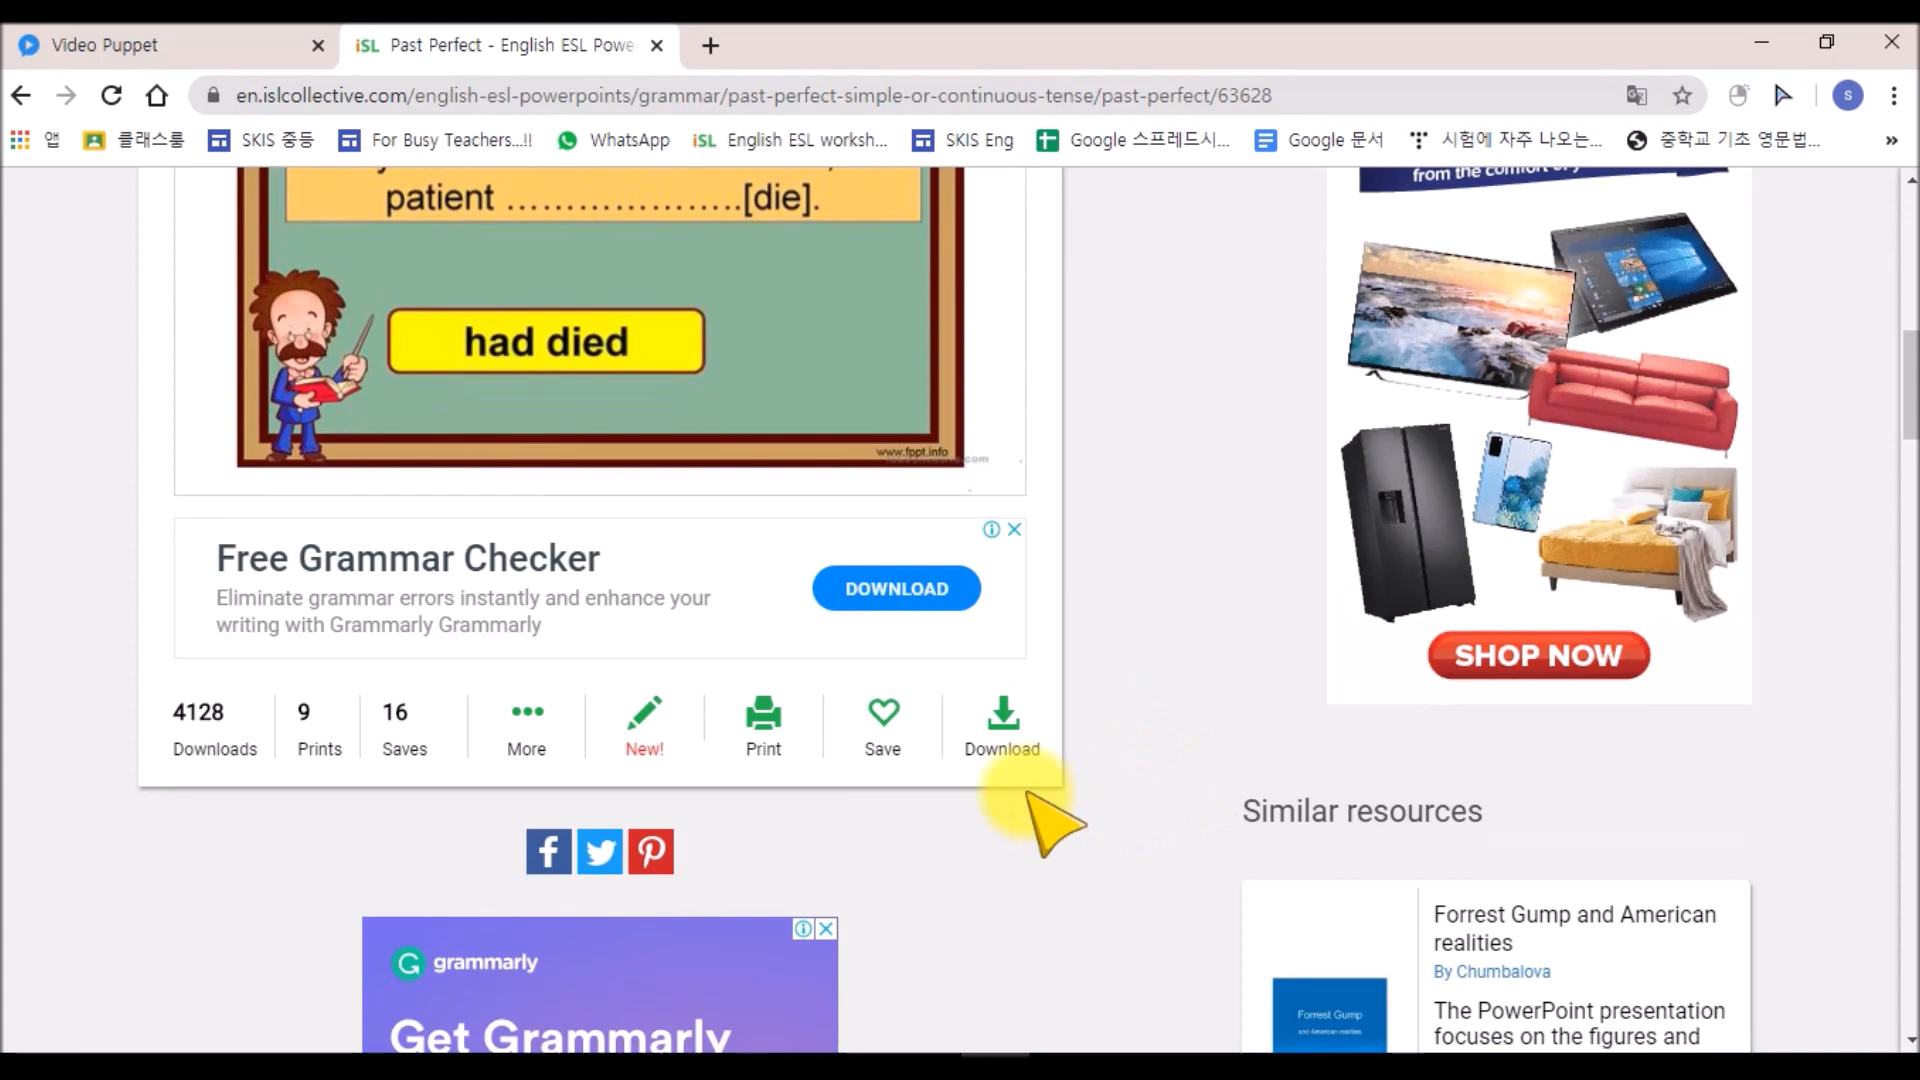 Video Puppet
iSL Past Perfect - English ESL Powe
en.islcollective.com/english-esl-powerpoints/grammar/past-perfect-simple-or-continuous-tense/past-perfect/63628
S
앱 클래스룸 SKIS 중등 For Busy Teachers...!! WhatsApp iSL English ESL worksh... SKIS Eng Google 스프레드시... Google 문서 시험에 자주 나오는... 중학교 기초 영문법... »
patient ………………….[die].
had died
www.fppt.info
Free Grammar Checker
Eliminate grammar errors instantly and enhance your
writing with Grammarly Grammarly
DOWNLOAD
4128 9 16
Downloads Prints Saves More New! Print Save Download
grammarly
Get Grammarly
from the comfort of
SHOP NOW
Similar resources
Forrest Gump and American
realities
By Chumbalova
The PowerPoint presentation
focuses on the figures and
Forrest Gump
and American realities